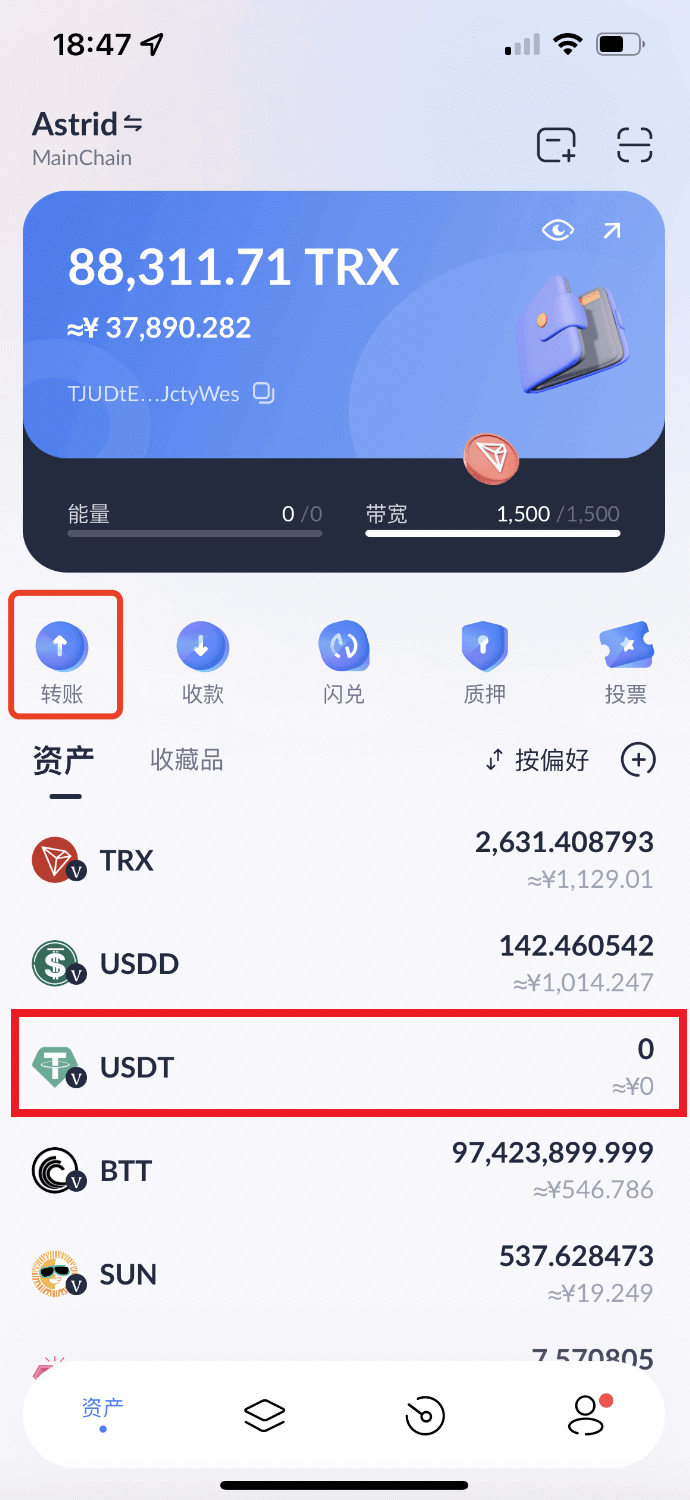 18:47
Astrid
MainChain
88,311.71 TRX
≈¥ 37,890.282
TJUDtE...JctyWes
能量 0 /0 带宽 1,500 /1,500
转账 收款 闪兑 质押 投票
资产 收藏品 按偏好
TRX 2,631.408793
≈¥1,129.01
V
USDD 142.460542
≈¥1,014.247
V
USDT 0
≈¥0
V
BTT 97,423,899.999
≈¥546.786
V
SUN 537.628473
≈¥19.249
V
7.570805
资产